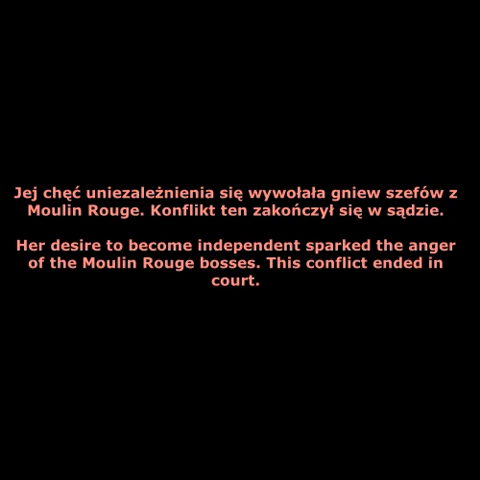 Jej chęć uniezależnienia się wywołała gniew szefów z
Moulin Rouge. Konflikt ten zakończył się w sądzie.
Her desire to become independent sparked the anger
of the Moulin Rouge bosses. This conflict ended in
court.